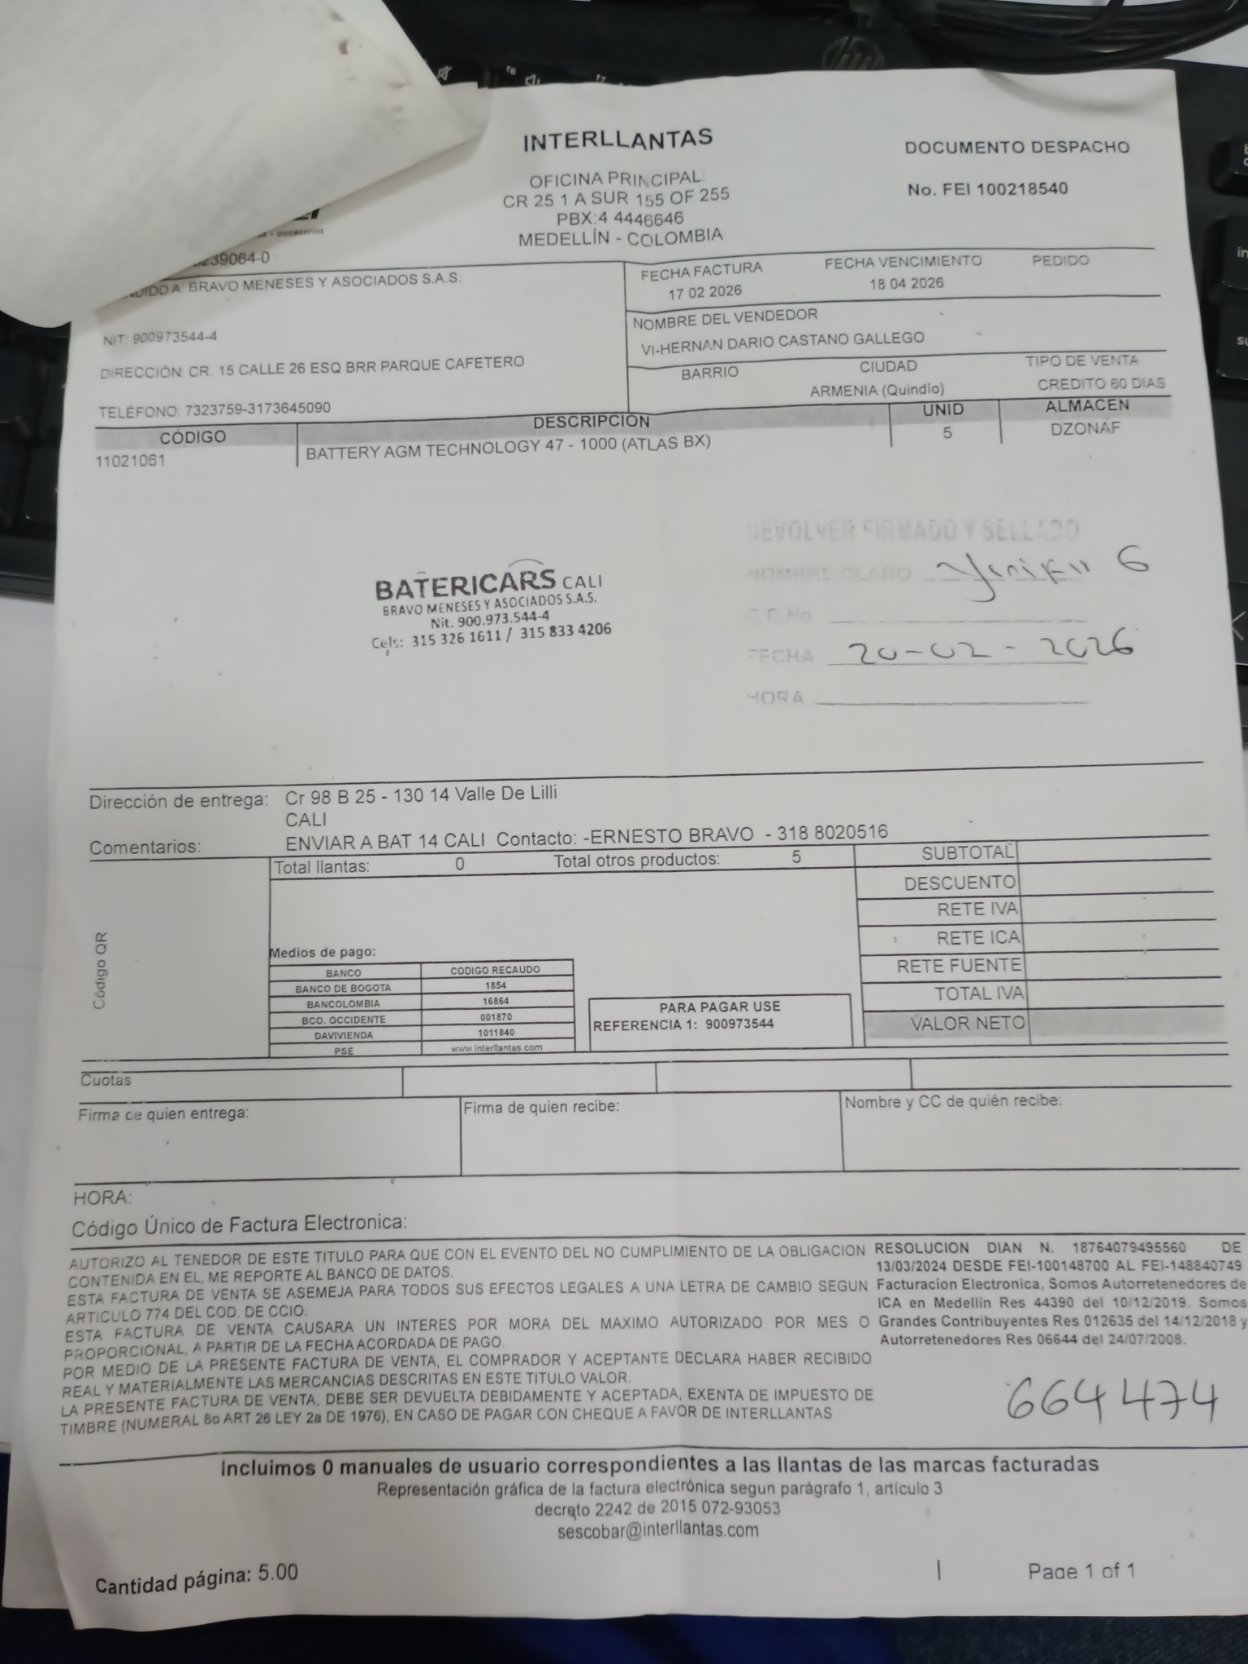 INTERLLANTAS
DOCUMENTO DESPACHO
OFICINA PRINCIPAL:
No. FEI 100218540
CR 25 1 A SUR 155 OF 255
PBX:4 4446646
MEDELLÍN - COLOMBIA
239064-0
A: BRAVO MENESES Y ASOCIADOS S.A.S.
FECHA FACTURA
FECHA VENCIMIENTO
PEDIDO
17 02 2026
18 04 2026
NIT: 900973544-4
NOMBRE DEL VENDEDOR
VI-HERNAN DARIO CASTANO GALLEGO
DIRECCIÓN: CR. 15 CALLE 26 ESQ BRR PARQUE CAFETERO
BARRIO
CIUDAD
TIPO DE VENTA
ARMENIA (Quindío)
CREDITO 60 DIAS
TELÉFONO: 7323759-3173645090
CÓDIGO
DESCRIPCIÓN
UNID
ALMACEN
11021061
BATTERY AGM TECHNOLOGY 47 - 1000 (ATLAS BX)
5
DZONAF
DEVOLVER FIRMADO Y SELLADO
NOMBRE CLARO
C.C.No
FECHA 20-02-2026
HORA
BATERICARS CALI
BRAVO MENESES Y ASOCIADOS S.A.S.
Nit. 900.973.544-4
Cels: 315 326 1611 / 315 833 4206
Dirección de entrega: Cr 98 B 25 - 130 14 Valle De Lilli
CALI
Comentarios: ENVIAR A BAT 14 CALI Contacto: -ERNESTO BRAVO - 318 8020516
Total llantas: 0 Total otros productos: 5
SUBTOTAL
DESCUENTO
RETE IVA
RETE ICA
RETE FUENTE
TOTAL IVA
VALOR NETO
Código QR
Medios de pago:
BANCO CODIGO RECAUDO
BANCO DE BOGOTA 1854
BANCOLOMBIA 16864
BCO. OCCIDENTE 001870
DAVIVIENDA 1011840
PSE www.interllantas.com
PARA PAGAR USE
REFERENCIA 1: 900973544
Cuotas
Firma de quien entrega:
Firma de quien recibe:
Nombre y CC de quién recibe:
HORA:
Código Único de Factura Electronica:
AUTORIZO AL TENEDOR DE ESTE TITULO PARA QUE CON EL EVENTO DEL NO CUMPLIMIENTO DE LA OBLIGACION
CONTENIDA EN EL, ME REPORTE AL BANCO DE DATOS.
ESTA FACTURA DE VENTA SE ASEMEJA PARA TODOS SUS EFECTOS LEGALES A UNA LETRA DE CAMBIO SEGUN
ARTICULO 774 DEL COD. DE CCIO.
ESTA FACTURA DE VENTA CAUSARA UN INTERES POR MORA DEL MAXIMO AUTORIZADO POR MES O
PROPORCIONAL, A PARTIR DE LA FECHA ACORDADA DE PAGO.
POR MEDIO DE LA PRESENTE FACTURA DE VENTA, EL COMPRADOR Y ACEPTANTE DECLARA HABER RECIBIDO
REAL Y MATERIALMENTE LAS MERCANCIAS DESCRITAS EN ESTE TITULO VALOR.
LA PRESENTE FACTURA DE VENTA, DEBE SER DEVUELTA DEBIDAMENTE Y ACEPTADA, EXENTA DE IMPUESTO DE
TIMBRE (NUMERAL 8o ART 26 LEY 2a DE 1976), EN CASO DE PAGAR CON CHEQUE A FAVOR DE INTERLLANTAS
RESOLUCION DIAN N. 18764079495560 DE
13/03/2024 DESDE FEI-100148700 AL FEI-148840749
Facturacion Electronica, Somos Autorretenedores de
ICA en Medellin Res 44390 del 10/12/2019. Somos
Grandes Contribuyentes Res 012635 del 14/12/2018 y
Autorretenedores Res 06644 del 24/07/2008.
664474
Incluimos 0 manuales de usuario correspondientes a las llantas de las marcas facturadas
Representación gráfica de la factura electrónica segun parágrafo 1, artículo 3
decreto 2242 de 2015 072-93053
sescobar@interllantas.com
Cantidad página: 5.00
Page 1 of 1